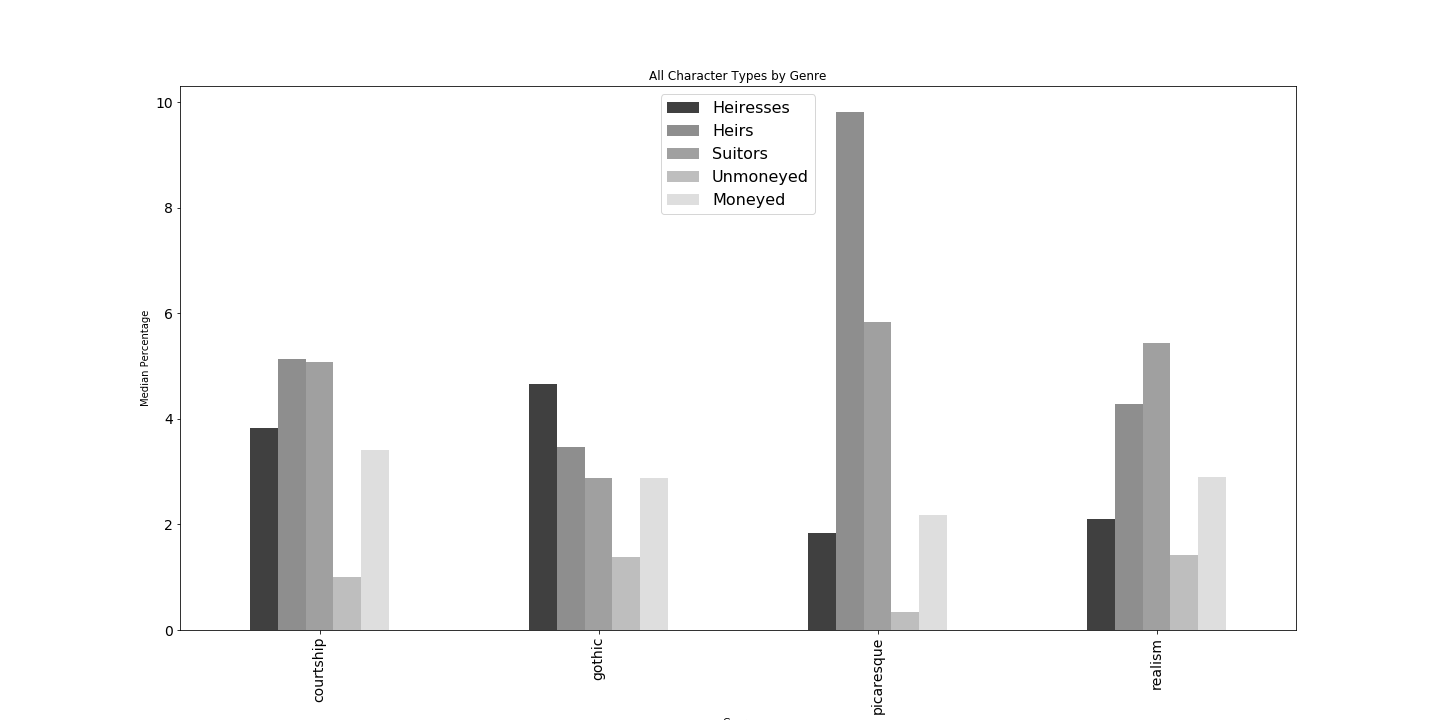 All Character Types by Genre
Heiresses
Heirs
Suitors
Unmoneyed
Moneyed
10
8
6
4
2
0
Median Percentage
courtship
gothic
picaresque
realism